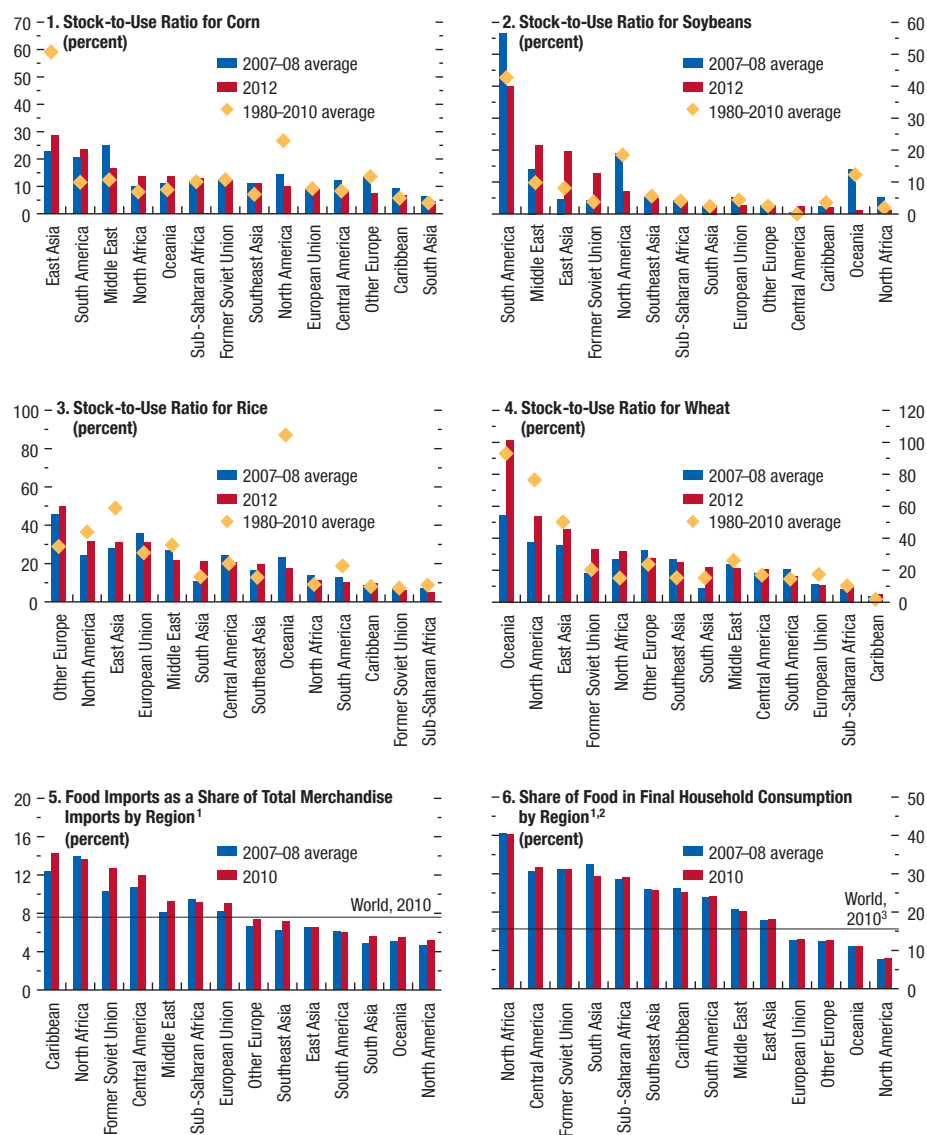 1. Stock-to-Use Ratio for Corn
(percent)
70
60
50
40
30
20
10
0
2007–08 average
2012
1980–2010 average
East Asia
South America
Middle East
North Africa
Oceania
Sub-Saharan Africa
Former Soviet Union
Southeast Asia
North America
European Union
Central America
Other Europe
Caribbean
South Asia
2. Stock-to-Use Ratio for Soybeans
(percent)
60
50
40
30
20
10
0
2007–08 average
2012
1980–2010 average
South America
Middle East
East Asia
Former Soviet Union
North America
Southeast Asia
Sub-Saharan Africa
South Asia
European Union
Other Europe
Central America
Caribbean
Oceania
North Africa
3. Stock-to-Use Ratio for Rice
(percent)
100
80
60
40
20
0
2007–08 average
2012
1980–2010 average
Other Europe
North America
East Asia
European Union
Middle East
South Asia
Central America
Southeast Asia
Oceania
North Africa
South America
Caribbean
Former Soviet Union
Sub-Saharan Africa
4. Stock-to-Use Ratio for Wheat
(percent)
120
100
80
60
40
20
0
2007–08 average
2012
1980–2010 average
Oceania
North America
East Asia
Former Soviet Union
North Africa
Other Europe
Southeast Asia
South Asia
Middle East
Central America
South America
European Union
Sub-Saharan Africa
Caribbean
5. Food Imports as a Share of Total Merchandise
Imports by Region¹
(percent)
20
16
12
8
4
0
2007–08 average
2010
World, 2010
Caribbean
North Africa
Former Soviet Union
Central America
Middle East
Sub-Saharan Africa
European Union
Other Europe
Southeast Asia
East Asia
South America
South Asia
Oceania
North America
6. Share of Food in Final Household Consumption
by Region¹,²
(percent)
50
40
30
20
10
0
2007–08 average
2010
World,
2010³
North Africa
Central America
Former Soviet Union
South Asia
Sub-Saharan Africa
Southeast Asia
Caribbean
South America
Middle East
East Asia
European Union
Other Europe
Oceania
North America